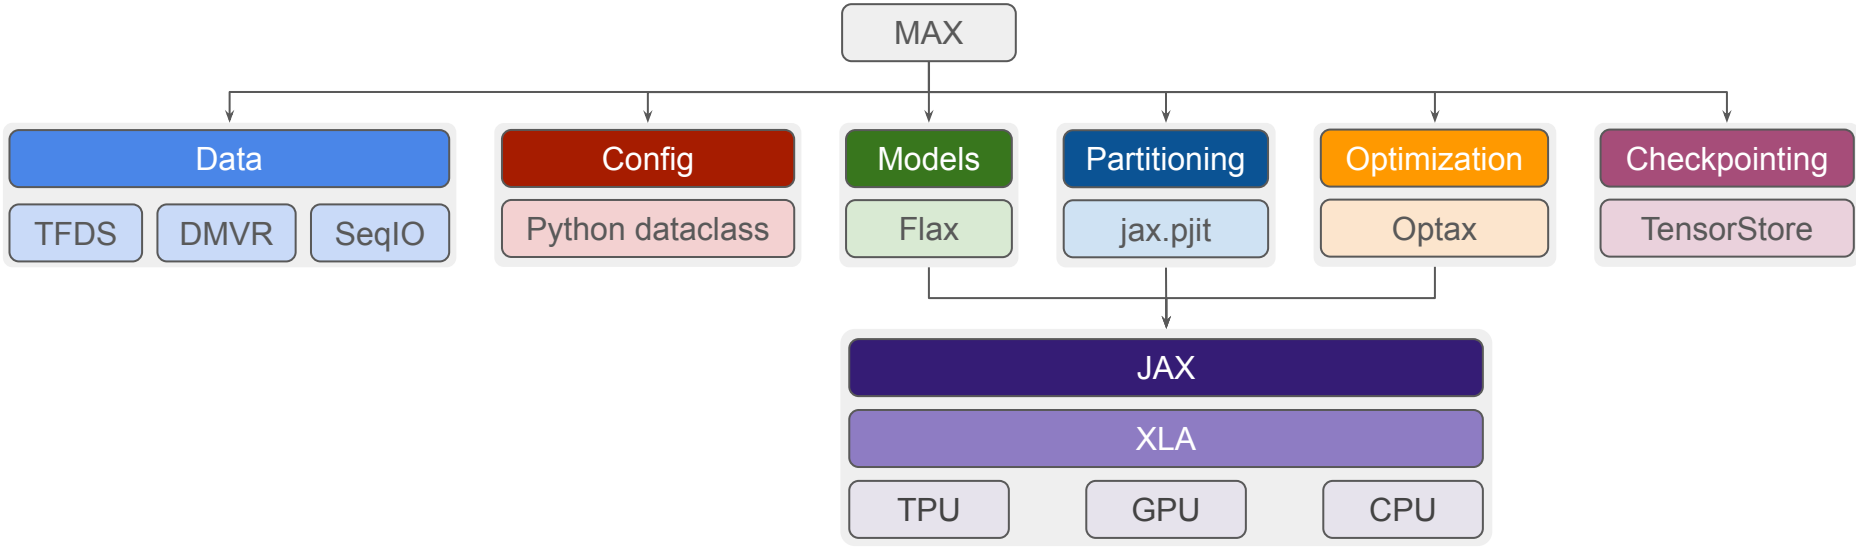 MAX
Data
Config
Models
Partitioning
Optimization
Checkpointing
TFDS
DMVR
SeqIO
Python dataclass
Flax
jax.pjit
Optax
TensorStore
JAX
XLA
TPU
GPU
CPU